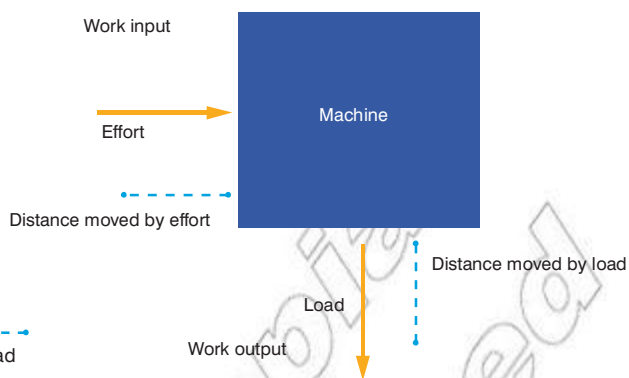 Work input
Machine
Effort
Distance moved by effort
Distance moved by load
Load
Work output